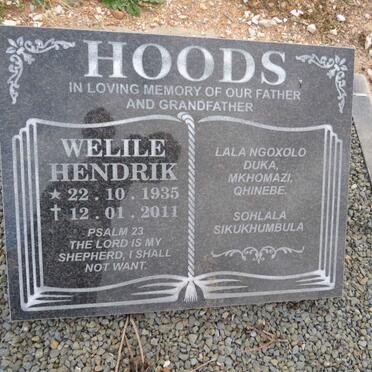 HOODS
IN LOVING MEMORY OF OUR FATHER
AND GRANDFATHER
WELILE
HENDRIK
★ 22 . 10 . 1935
† 12 . 01 . 2011
PSALM 23
THE LORD IS MY
SHEPHERD, I SHALL
NOT WANT.
LALA NGOXOLO
DUKA,
MKHOMAZI,
QHINEBE.
SOHLALA
SIKUKHUMBULA